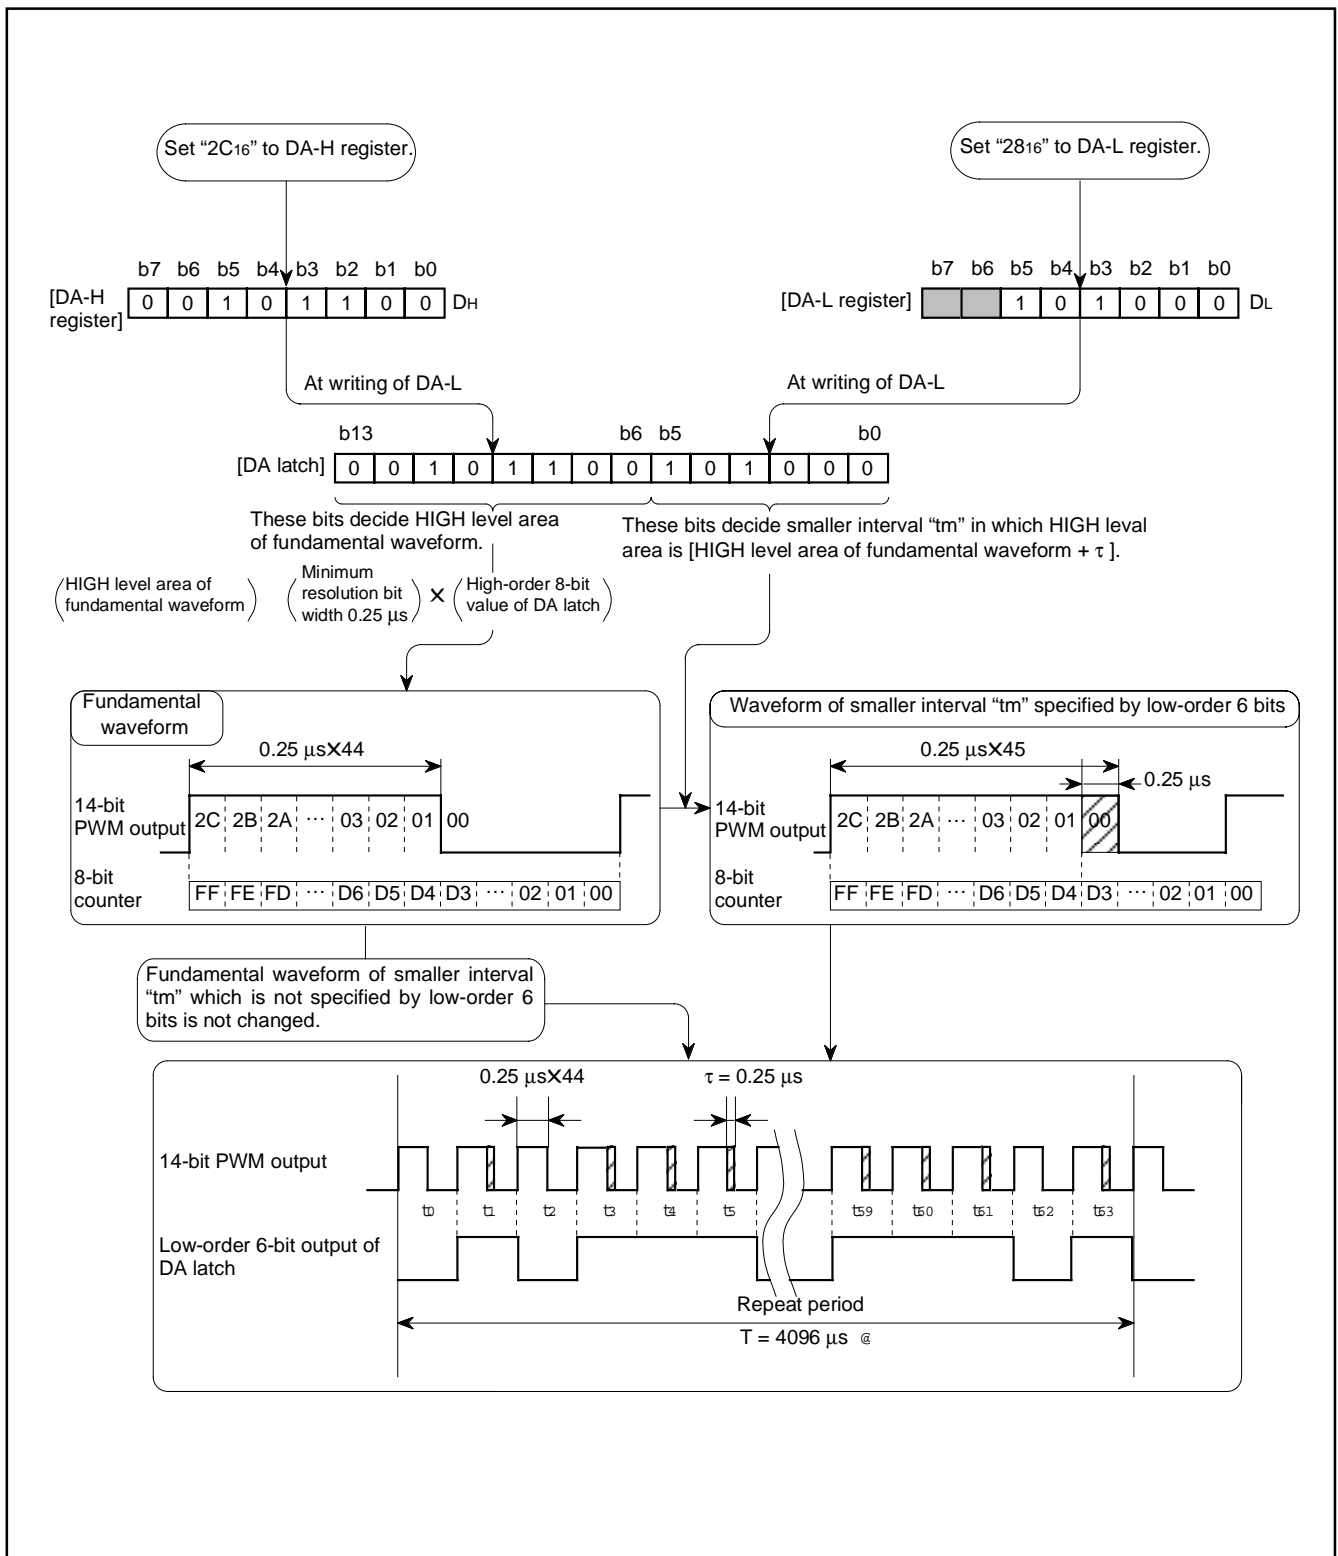 Set “2C16” to DA-H register.
Set “2816” to DA-L register.
b7 b6 b5 b4 b3 b2 b1 b0
[DA-H register] 0 0 1 0 1 1 0 0 DH
b7 b6 b5 b4 b3 b2 b1 b0
[DA-L register] 1 0 1 0 0 0 DL
At writing of DA-L
At writing of DA-L
b13 b6 b5 b0
[DA latch] 0 0 1 0 1 1 0 0 1 0 1 0 0 0
These bits decide HIGH level area
of fundamental waveform.
These bits decide smaller interval “tm” in which HIGH leval
area is [HIGH level area of fundamental waveform + τ ].
HIGH level area of
fundamental waveform
Minimum
resolution bit
width 0.25 μs
×
High-order 8-bit
value of DA latch
Fundamental
waveform
0.25 μs×44
14-bit
PWM output
2C 2B 2A ··· 03 02 01 00
8-bit
counter
FF FE FD ··· D6 D5 D4 D3 ··· 02 01 00
Waveform of smaller interval “tm” specified by low-order 6 bits
0.25 μs×45
0.25 μs
14-bit
PWM output
2C 2B 2A ··· 03 02 01 00
8-bit
counter
FF FE FD ··· D6 D5 D4 D3 ··· 02 01 00
Fundamental waveform of smaller interval
“tm” which is not specified by low-order 6
bits is not changed.
0.25 μs×44
τ = 0.25 μs
14-bit PWM output
t0 t1 t2 t3 t4 t5 t59 t60 t61 t62 t63
Low-order 6-bit output of
DA latch
Repeat period
T = 4096 μs @